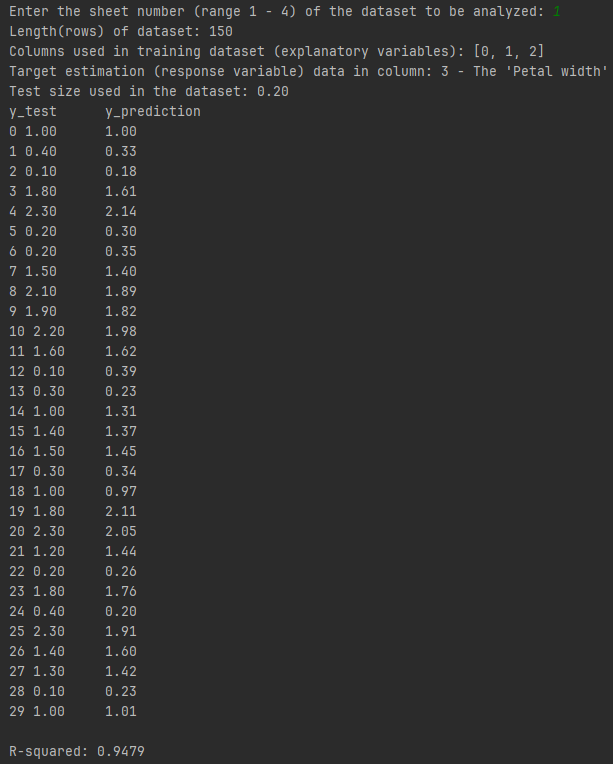 Enter the sheet number (range 1 - 4) of the dataset to be analyzed: 1
Length(rows) of dataset: 150
Columns used in training dataset (explanatory variables): [0, 1, 2]
Target estimation (response variable) data in column: 3 - The 'Petal width'
Test size used in the dataset: 0.20
y_test      y_prediction
0 1.00      1.00
1 0.40      0.33
2 0.10      0.18
3 1.80      1.61
4 2.30      2.14
5 0.20      0.30
6 0.20      0.35
7 1.50      1.40
8 2.10      1.89
9 1.90      1.82
10 2.20     1.98
11 1.60     1.62
12 0.10     0.39
13 0.30     0.23
14 1.00     1.31
15 1.40     1.37
16 1.50     1.45
17 0.30     0.34
18 1.00     0.97
19 1.80     2.11
20 2.30     2.05
21 1.20     1.44
22 0.20     0.26
23 1.80     1.76
24 0.40     0.20
25 2.30     1.91
26 1.40     1.60
27 1.30     1.42
28 0.10     0.23
29 1.00     1.01
R-squared: 0.9479